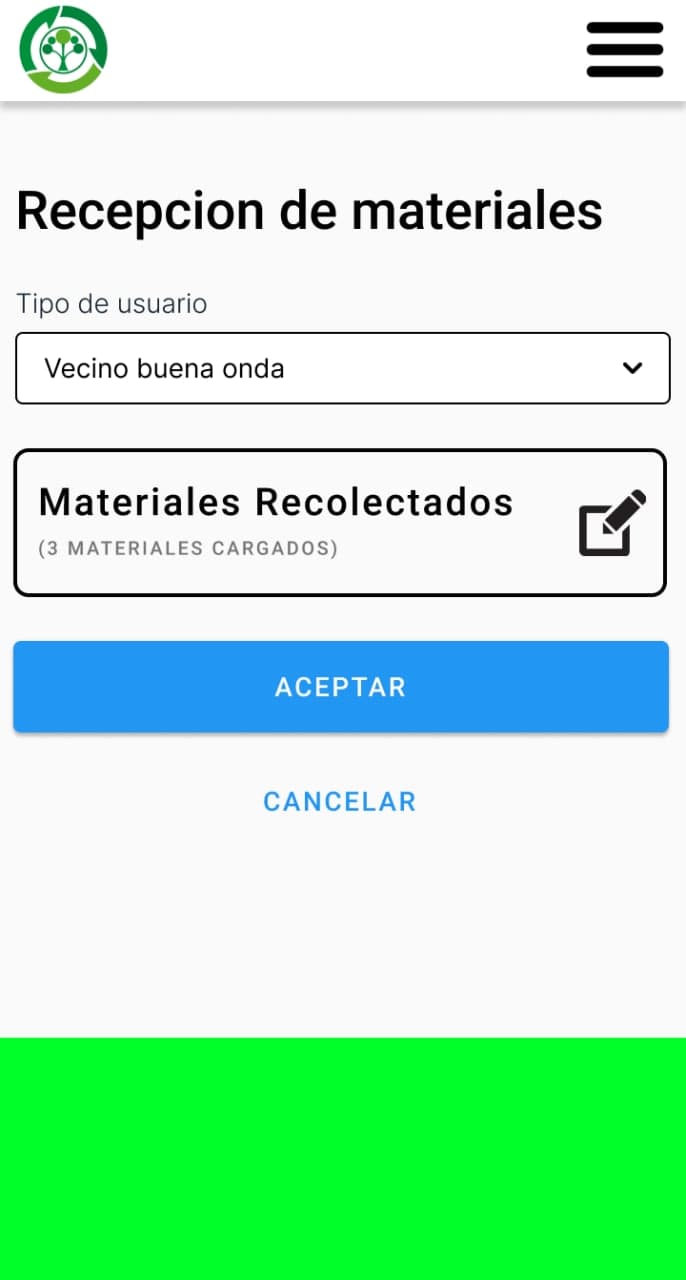 Recepcion de materiales
Tipo de usuario
Vecino buena onda
Materiales Recolectados
(3 MATERIALES CARGADOS)
ACEPTAR
CANCELAR